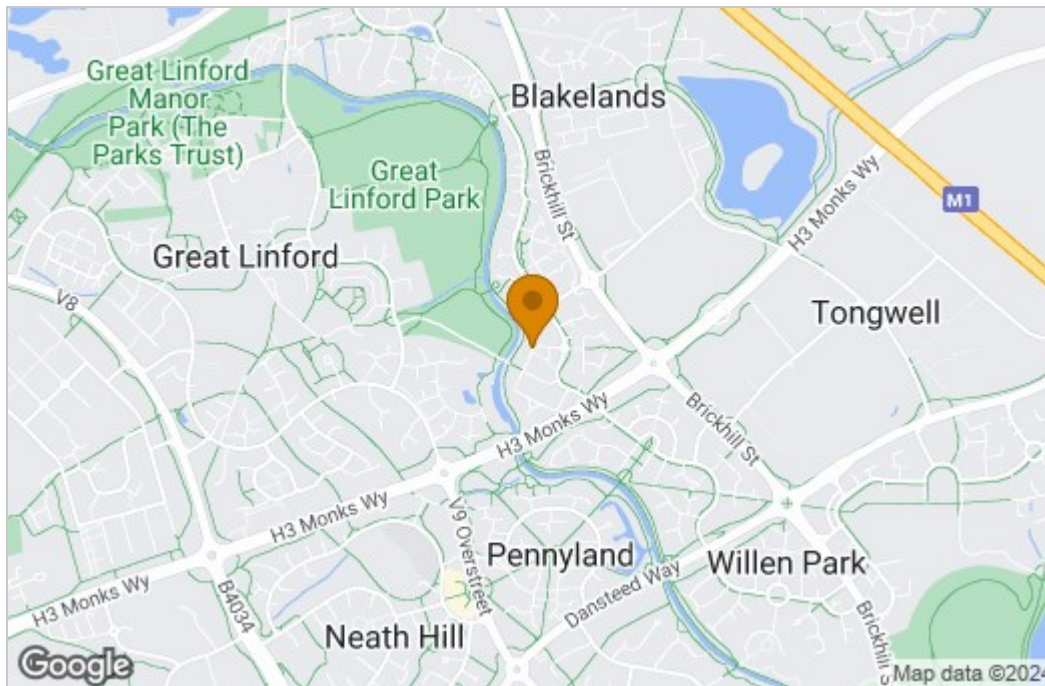 Great Linford
Manor
Park (The
Parks Trust)
Blakelands
Great
Linford Park
Brickhill St
M1
H3 Monks Wy
Great Linford
V8
Tongwell
H3 Monks Wy
Brickhill St
H3 Monks Wy
V9 Overstreet
Pennyland
Willen Park
Dansteed Way
H3 Monks Wy
B4034
Neath Hill
Brickhill S
Google
Map data ©2024